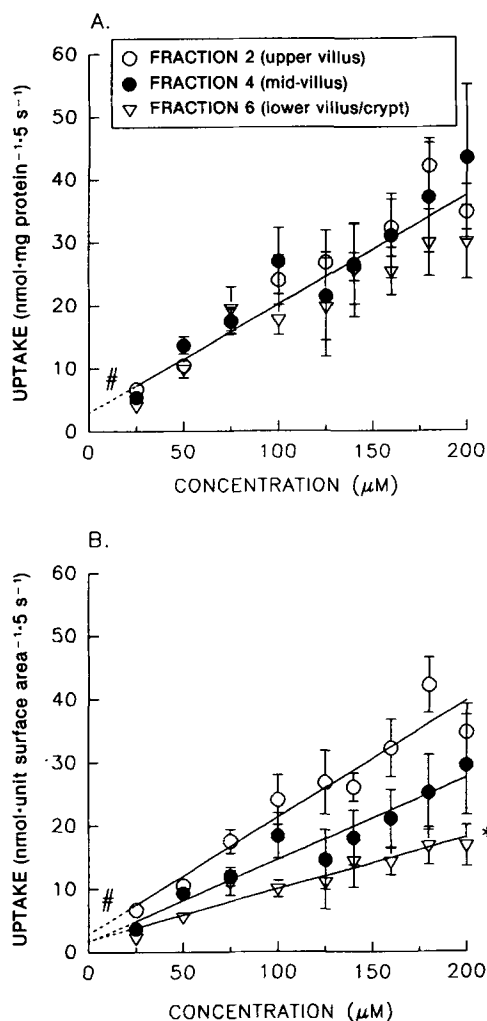 A.
60
50
40
30
20
10
0
UPTAKE (nmol·mg protein⁻¹·5 s⁻¹)
○ FRACTION 2 (upper villus)
● FRACTION 4 (mid-villus)
▽ FRACTION 6 (lower villus/crypt)
#
0 50 100 150 200
CONCENTRATION (μM)
B.
60
50
40
30
20
10
0
UPTAKE (nmol·unit surface area⁻¹·5 s⁻¹)
#
*
0 50 100 150 200
CONCENTRATION (μM)